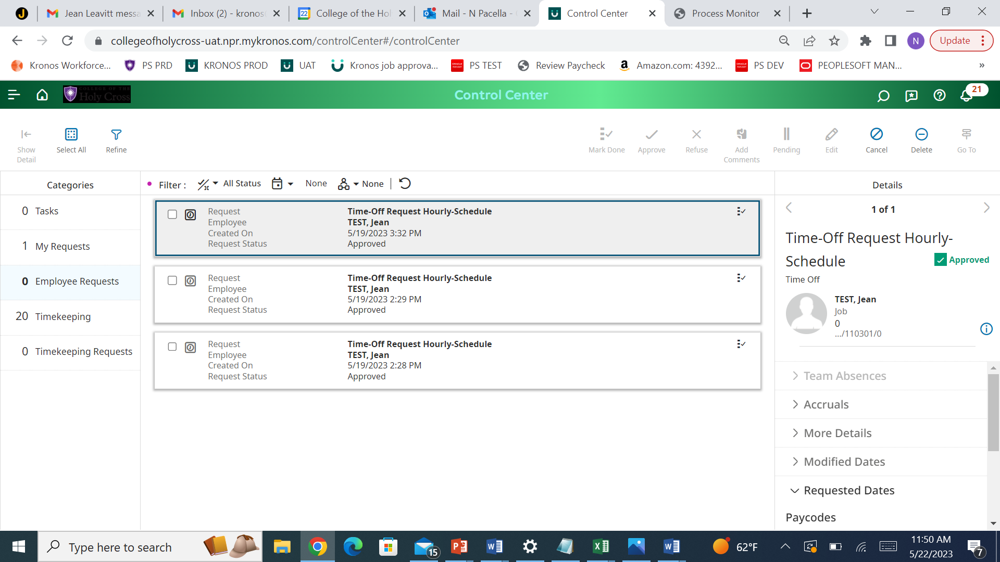 Jean Leavitt messa
Inbox (2) - kronos
22
College of the Hol
Mail - N Pacella -
Control Center
Process Monitor
collegeofholycross-uat.npr.mykronos.com/controlCenter#/controlCenter
N
Update
Kronos Workforce...
PS PRD
KRONOS PROD
UAT
Kronos job approva...
PS TEST
Review Paycheck
Amazon.com: 4392...
PS DEV
PEOPLESOFT MAN...
»
COLLEGE OF THE
Holy Cross
Control Center
21
Show
Detail
Select All
Refine
Mark Done
Approve
Refuse
Add
Comments
Pending
Edit
Cancel
Delete
Go To
Categories
0 Tasks
1 My Requests
0 Employee Requests
20 Timekeeping
0 Timekeeping Requests
Filter : All Status None None
Request Time-Off Request Hourly-Schedule
Employee TEST, Jean
Created On 5/19/2023 3:32 PM
Request Status Approved
Request Time-Off Request Hourly-Schedule
Employee TEST, Jean
Created On 5/19/2023 2:29 PM
Request Status Approved
Request Time-Off Request Hourly-Schedule
Employee TEST, Jean
Created On 5/19/2023 2:28 PM
Request Status Approved
Details
1 of 1
Time-Off Request Hourly-
Schedule
Approved
Time Off
TEST, Jean
Job
0
.../110301/0
Team Absences
Accruals
More Details
Modified Dates
Requested Dates
Paycodes
Type here to search
15
62°F
11:50 AM
5/22/2023
7